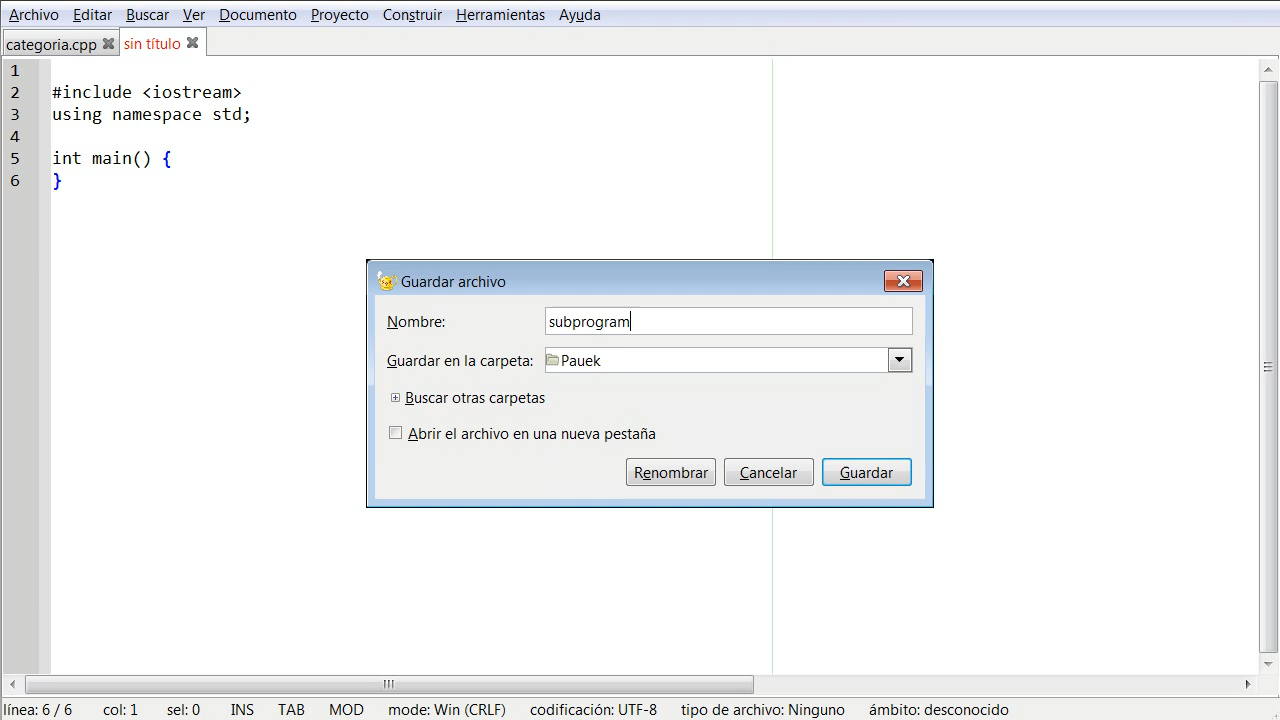 Archivo Editar Buscar Ver Documento Proyecto Construir Herramientas Ayuda
categoria.cpp sin título
1
2 #include <iostream>
3 using namespace std;
4
5 int main() {
6 }
Guardar archivo
Nombre: subprogram
Guardar en la carpeta: Pauek
Buscar otras carpetas
Abrir el archivo en una nueva pestaña
Renombrar Cancelar Guardar
línea: 6 / 6 col: 1 sel: 0 INS TAB MOD mode: Win (CRLF) codificación: UTF-8 tipo de archivo: Ninguno ámbito: desconocido